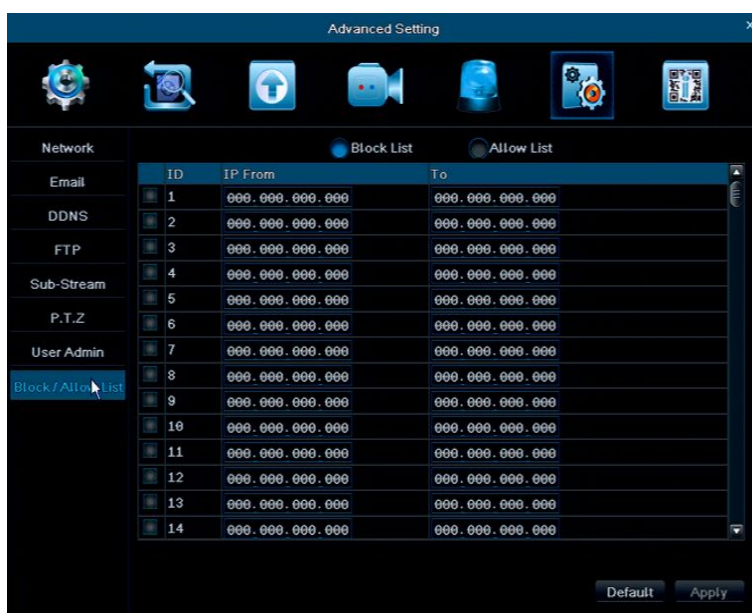 Advanced Setting
x
Network
Email
DDNS
FTP
Sub-Stream
P.T.Z
User Admin
Block/Allow List
Block List Allow List
ID IP From To
1 000.000.000.000 000.000.000.000
2 000.000.000.000 000.000.000.000
3 000.000.000.000 000.000.000.000
4 000.000.000.000 000.000.000.000
5 000.000.000.000 000.000.000.000
6 000.000.000.000 000.000.000.000
7 000.000.000.000 000.000.000.000
8 000.000.000.000 000.000.000.000
9 000.000.000.000 000.000.000.000
10 000.000.000.000 000.000.000.000
11 000.000.000.000 000.000.000.000
12 000.000.000.000 000.000.000.000
13 000.000.000.000 000.000.000.000
14 000.000.000.000 000.000.000.000
Default Apply